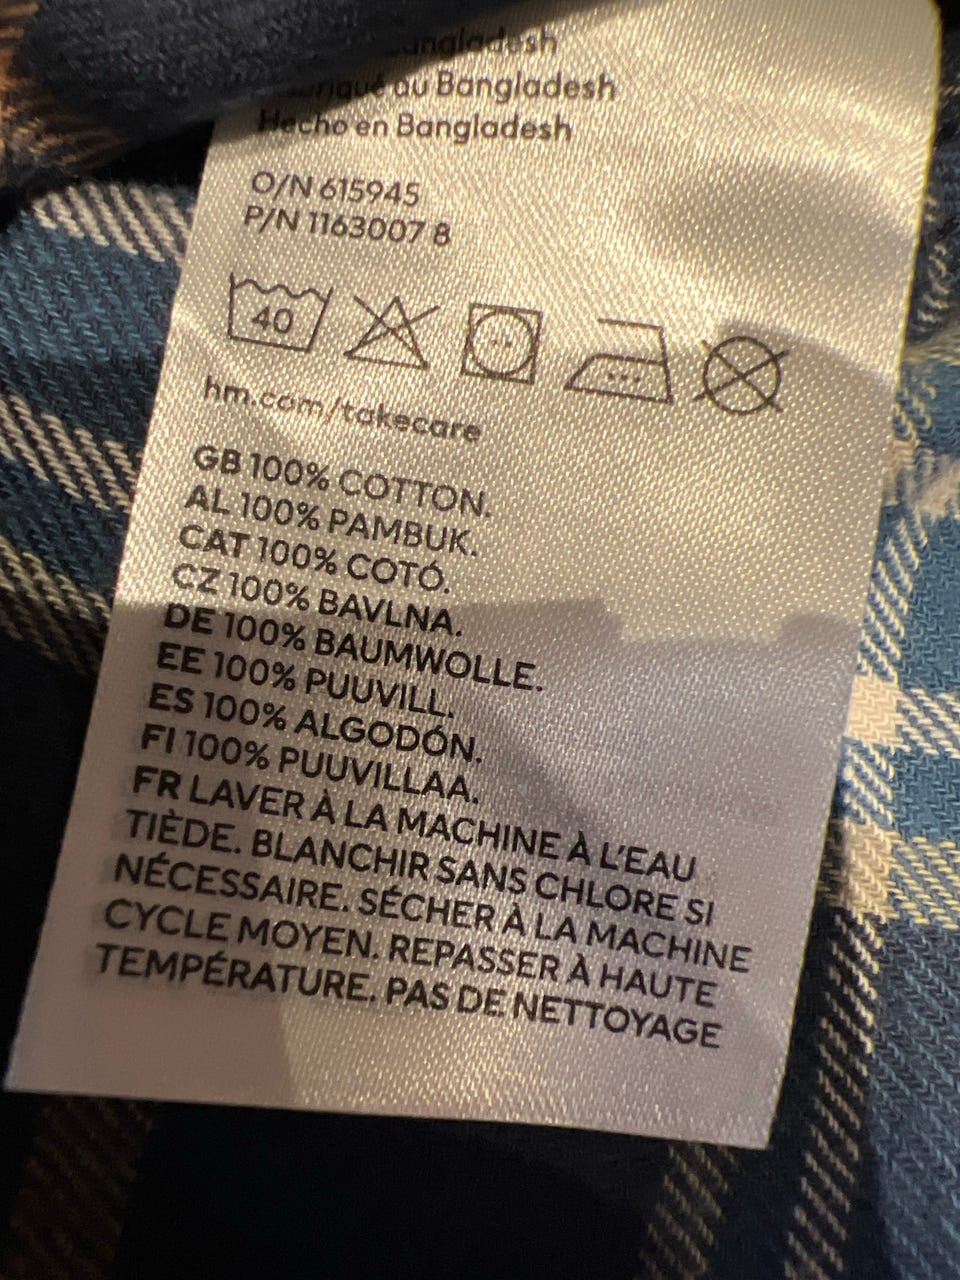 Bangladesh
Fabriqué au Bangladesh
Hecho en Bangladesh
O/N 615945
P/N 1163007 8
40
hm.com/takecare
GB 100% COTTON.
AL 100% PAMBUK.
CAT 100% COTÓ.
CZ 100% BAVLNA.
DE 100% BAUMWOLLE.
EE 100% PUUVILL.
ES 100% ALGODÓN.
FI 100% PUUVILLAA.
FR LAVER À LA MACHINE À L'EAU
TIÈDE. BLANCHIR SANS CHLORE SI
NÉCESSAIRE. SÉCHER À LA MACHINE
CYCLE MOYEN. REPASSER À HAUTE
TEMPÉRATURE. PAS DE NETTOYAGE